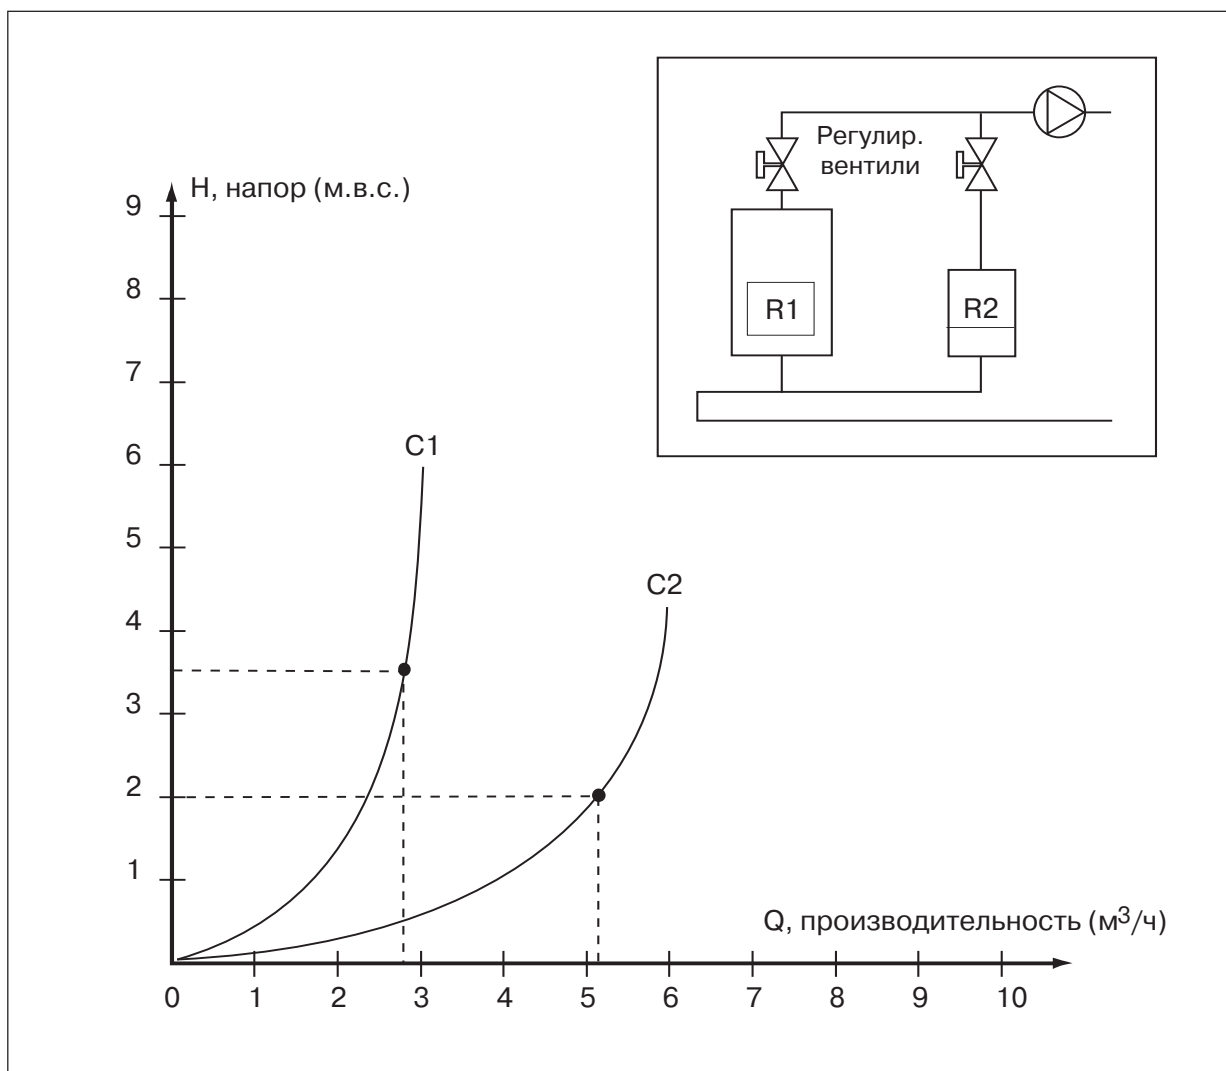 Регулир.
вентили
R1
R2
H, напор (м.в.с.)
9
8
7
6
5
4
3
2
1
C1
C2
Q, производительность (м³/ч)
0 1 2 3 4 5 6 7 8 9 10